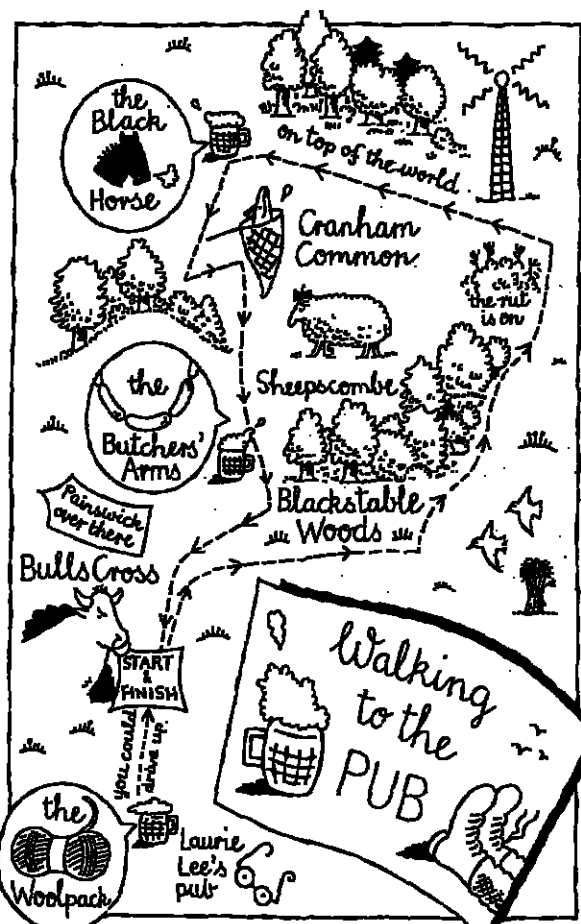 the
Black
Horse
on top of the world
Cranham
Common
the rut
is on
the
Butchers'
Arms
Sheepscombe
Blackstable
Woods
Painswick
over there
Bulls Cross
START
&
FINISH
you could
drive up
the
Woolpack
Laurie
Lee's
pub
Walking
to the
PUB